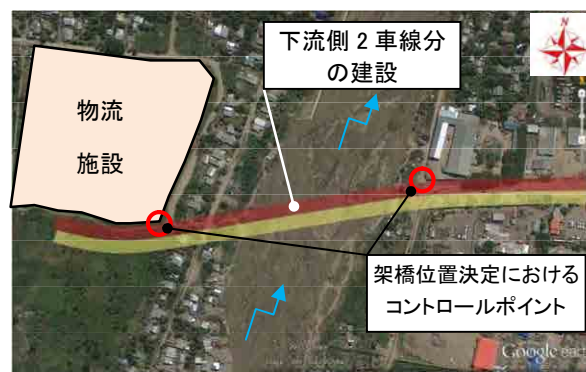 下流側 2 車線分
の建設
N
物流
施設
架橋位置決定における
コントロールポイント
Google earth